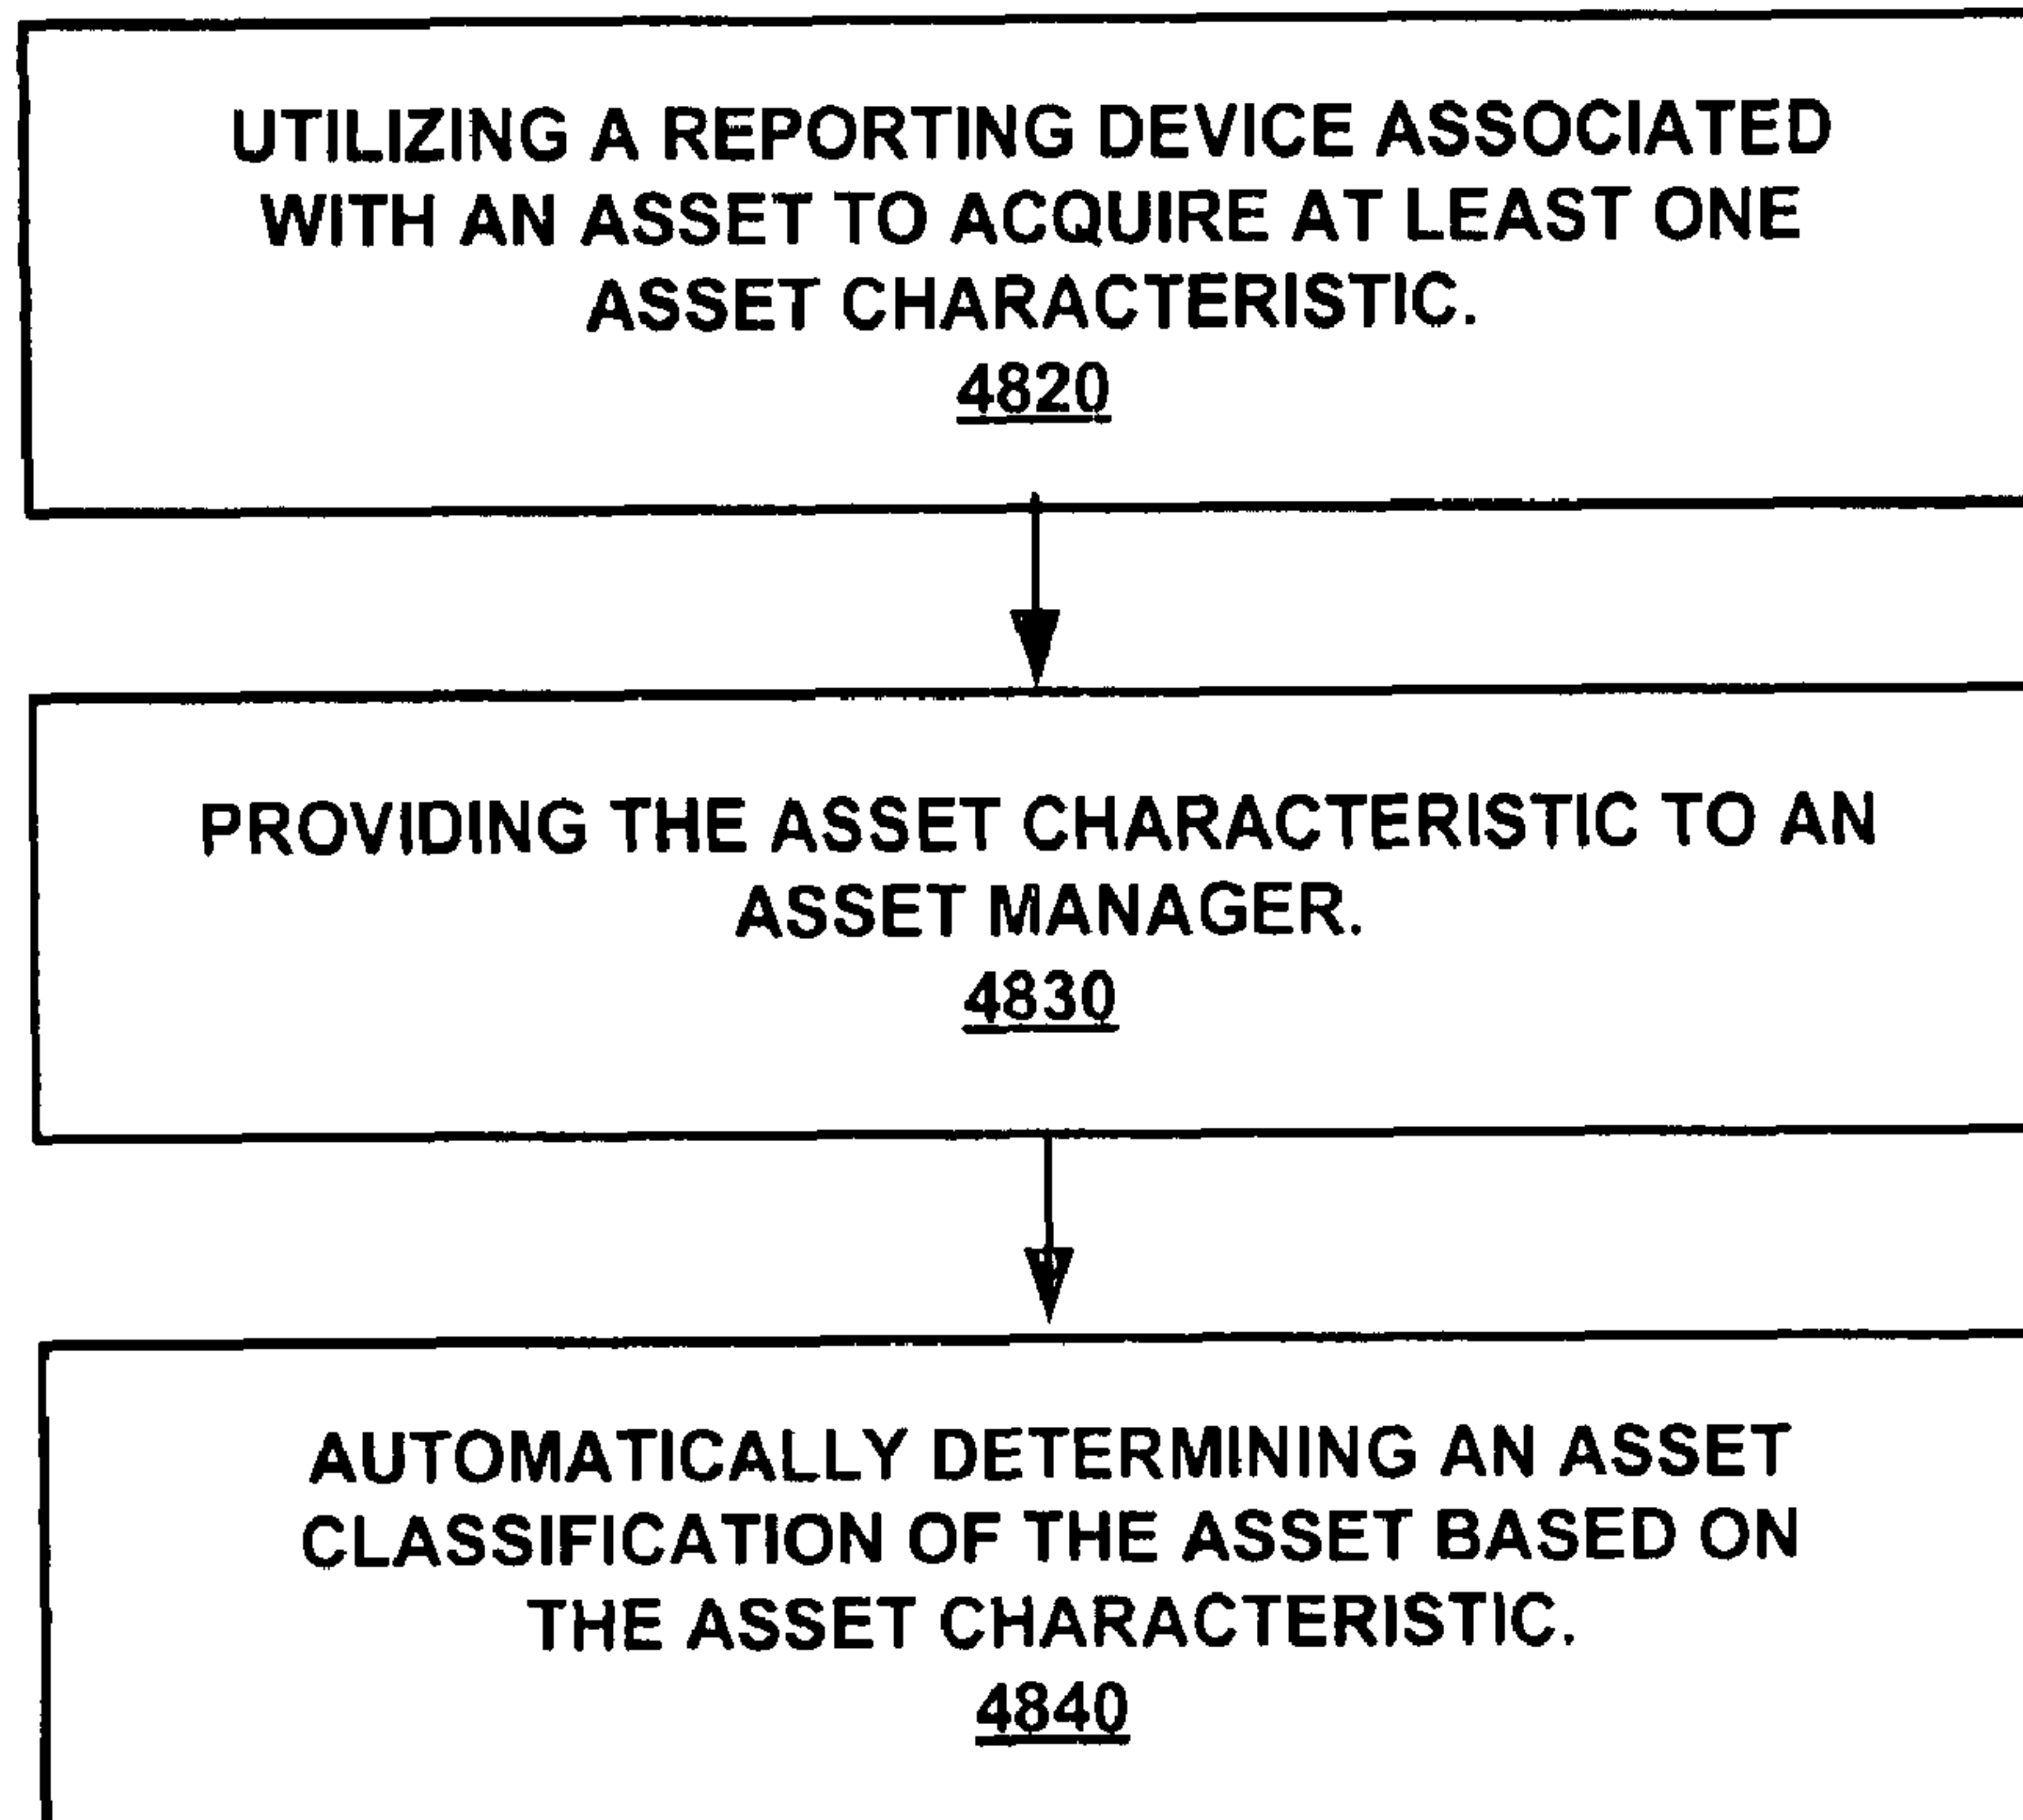 UTILIZING A REPORTING DEVICE ASSOCIATED
WITH AN ASSET TO ACQUIRE AT LEAST ONE
ASSET CHARACTERISTIC.
4820
PROVIDING THE ASSET CHARACTERISTIC TO AN
ASSET MANAGER.
4830
AUTOMATICALLY DETERMINING AN ASSET
CLASSIFICATION OF THE ASSET BASED ON
THE ASSET CHARACTERISTIC.
4840